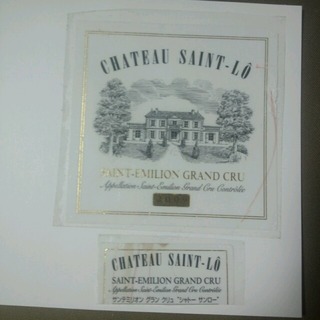 CHATEAU SAINT-LÔ
SAINT-EMILION GRAND CRU
Appellation Saint-Emilion Grand Cru Contrôlée
CHATEAU SAINT-LÔ
SAINT-EMILION GRAND CRU
Appellation Saint-Emilion Grand Cru Contrôlée
サンテミリオン グラン クリュ "シャトー サンロー"